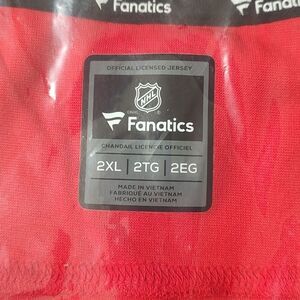 Fanatics
Fanati
OFFICIAL LICENSED JERSEY
NHL
Fanatics
CHANDAIL LICENCIÉ OFFICIEL
2XL | 2TG | 2EG
MADE IN VIETNAM
FABRIQUÉ AU VIETNAM
HECHO EN VIETNAM